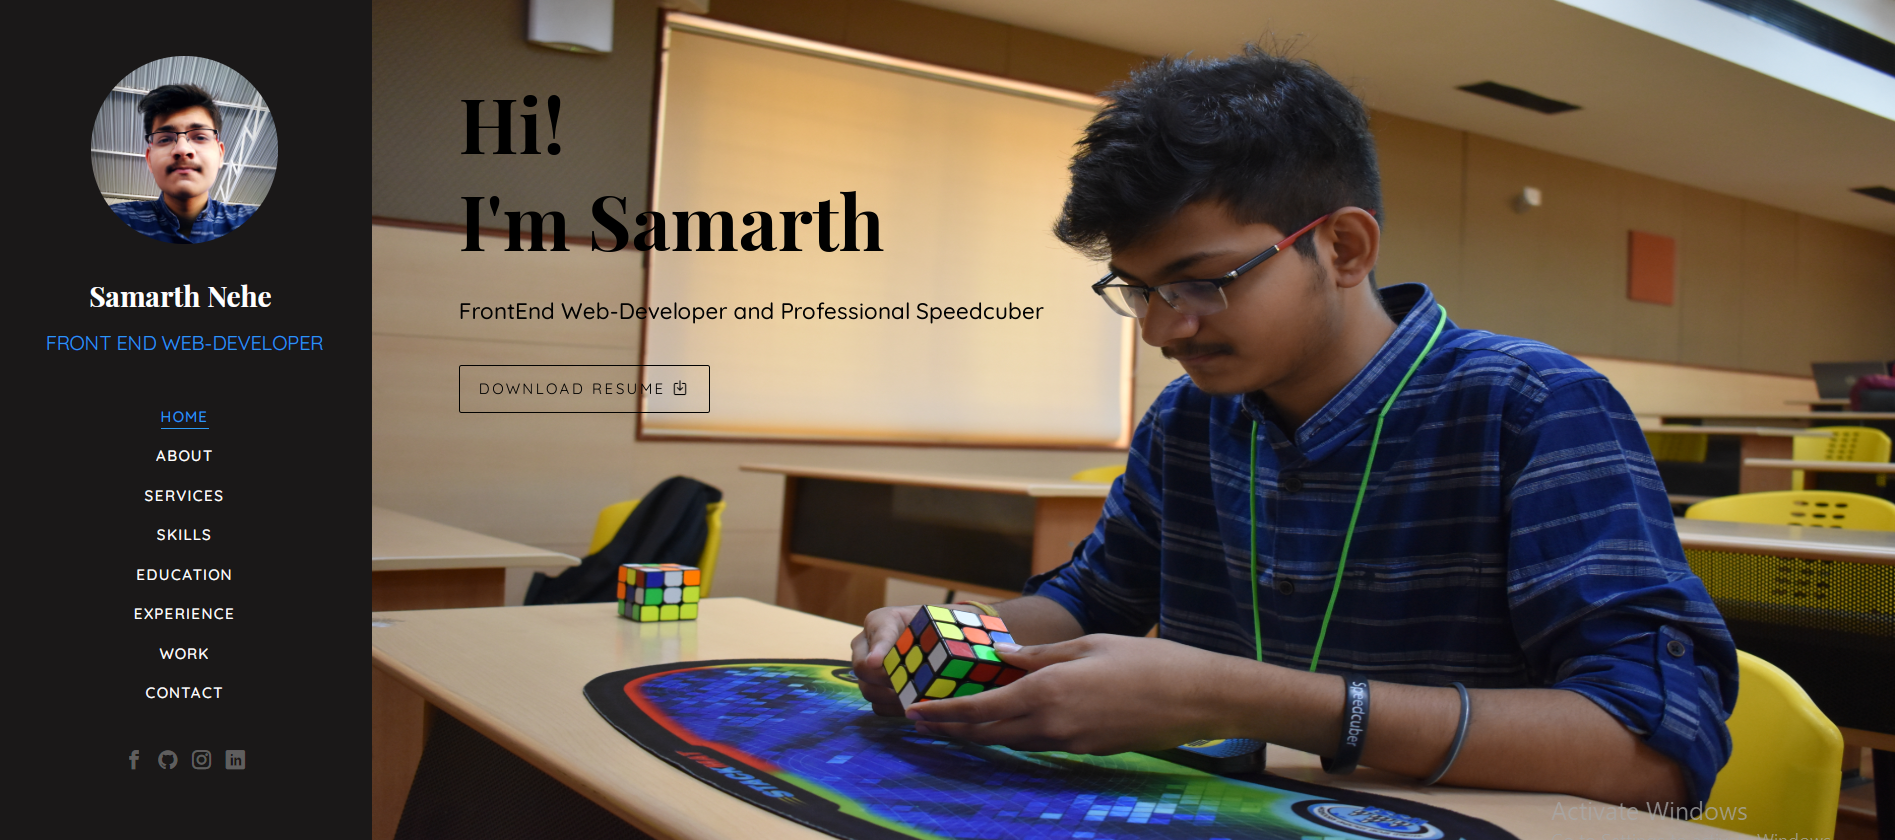 Samarth Nehe
FRONT END WEB-DEVELOPER
HOME
ABOUT
SERVICES
SKILLS
EDUCATION
EXPERIENCE
WORK
CONTACT
Hi!
I'm Samarth
FrontEnd Web-Developer and Professional Speedcuber
DOWNLOAD RESUME
Speedcuber
STACKMAT
Activate Windows